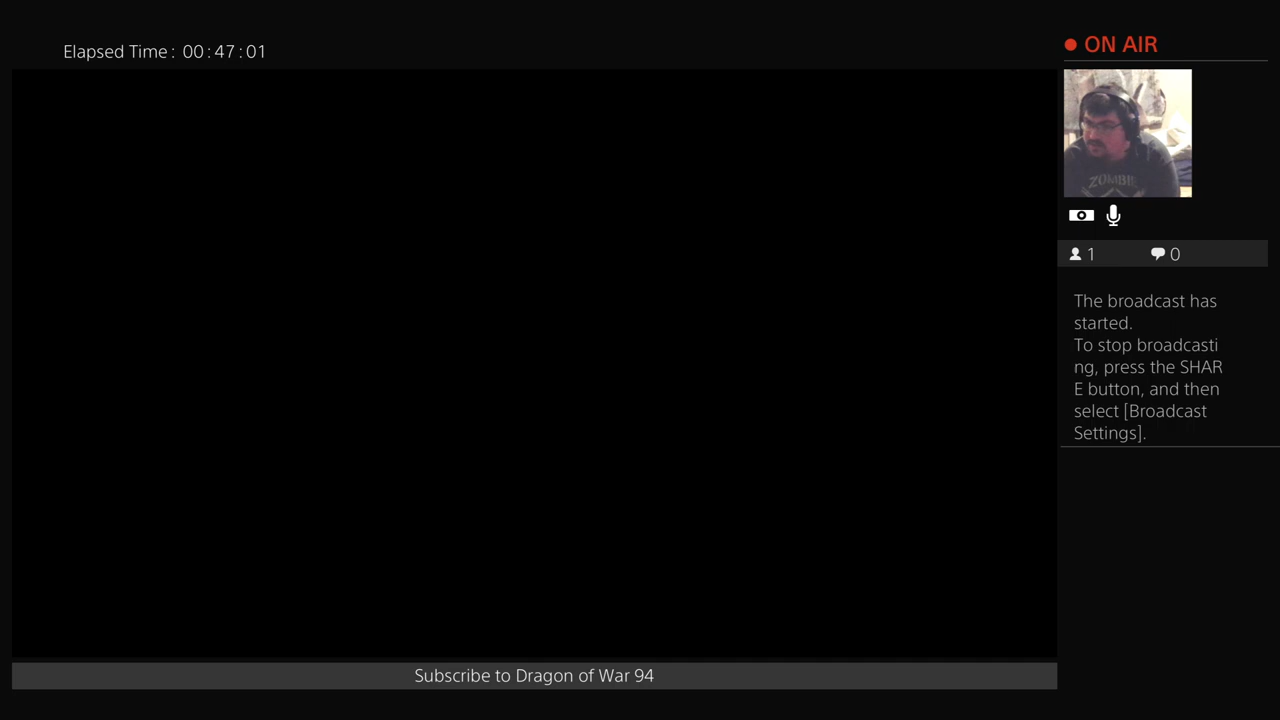 Elapsed Time : 00:47:01
ON AIR
ZOMBIE
1
0
The broadcast has
started.
To stop broadcasti
ng, press the SHAR
E button, and then
select [Broadcast
Settings].
Subscribe to Dragon of War 94